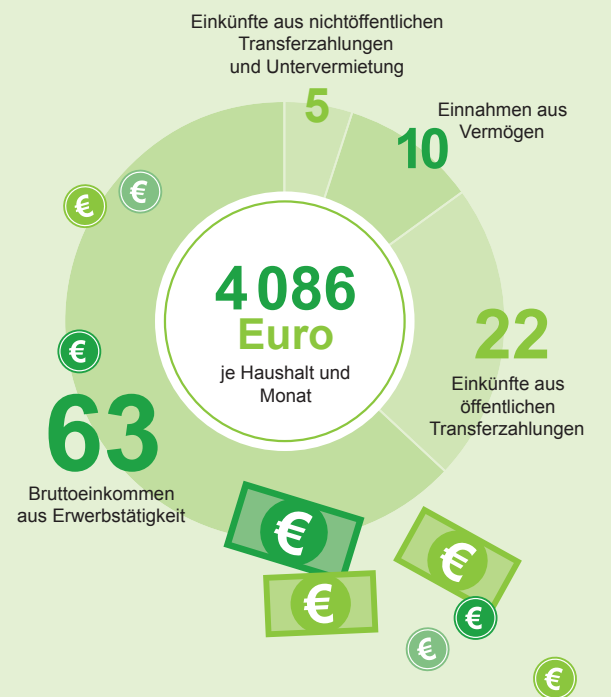 Einkünfte aus nichtöffentlichen
Transferzahlungen
und Untervermietung
5
Einnahmen aus
Vermögen
10
4 086
Euro
je Haushalt und
Monat
22
Einkünfte aus
öffentlichen
Transferzahlungen
63
Bruttoeinkommen
aus Erwerbstätigkeit
€
€
€
€
€
€
€
€
€